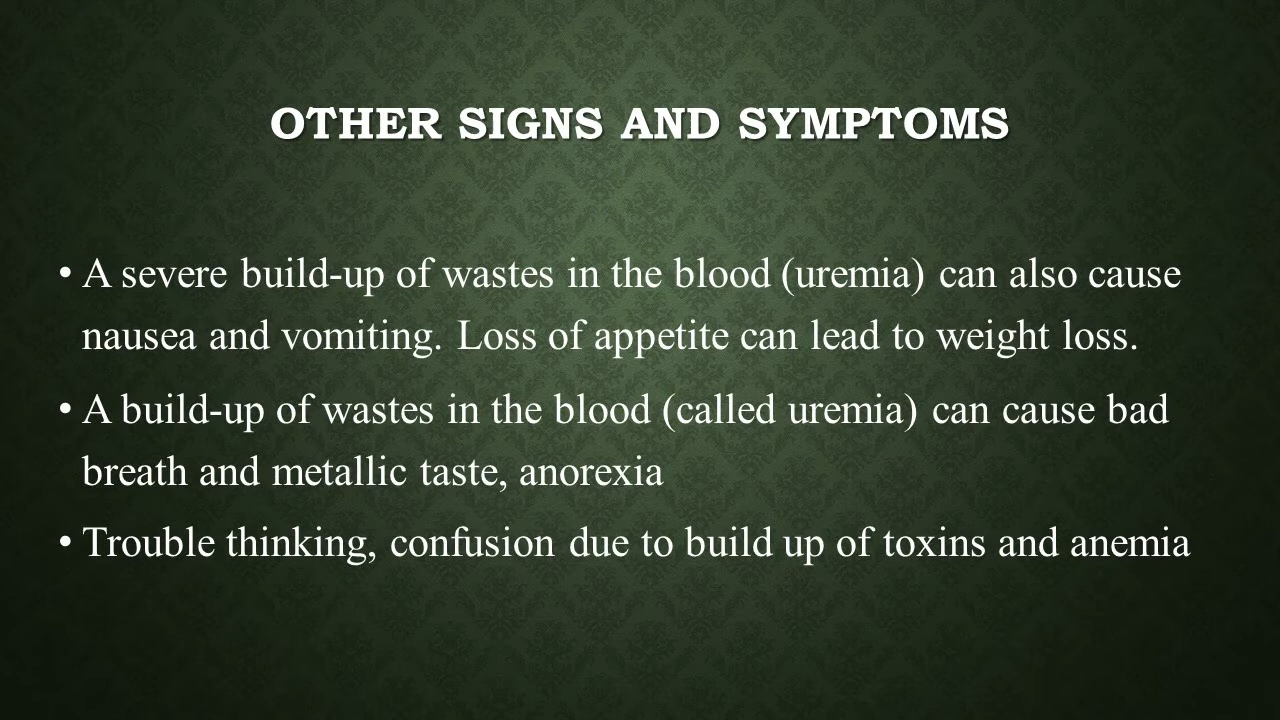 OTHER SIGNS AND SYMPTOMS
• A severe build-up of wastes in the blood (uremia) can also cause
nausea and vomiting. Loss of appetite can lead to weight loss.
• A build-up of wastes in the blood (called uremia) can cause bad
breath and metallic taste, anorexia
• Trouble thinking, confusion due to build up of toxins and anemia